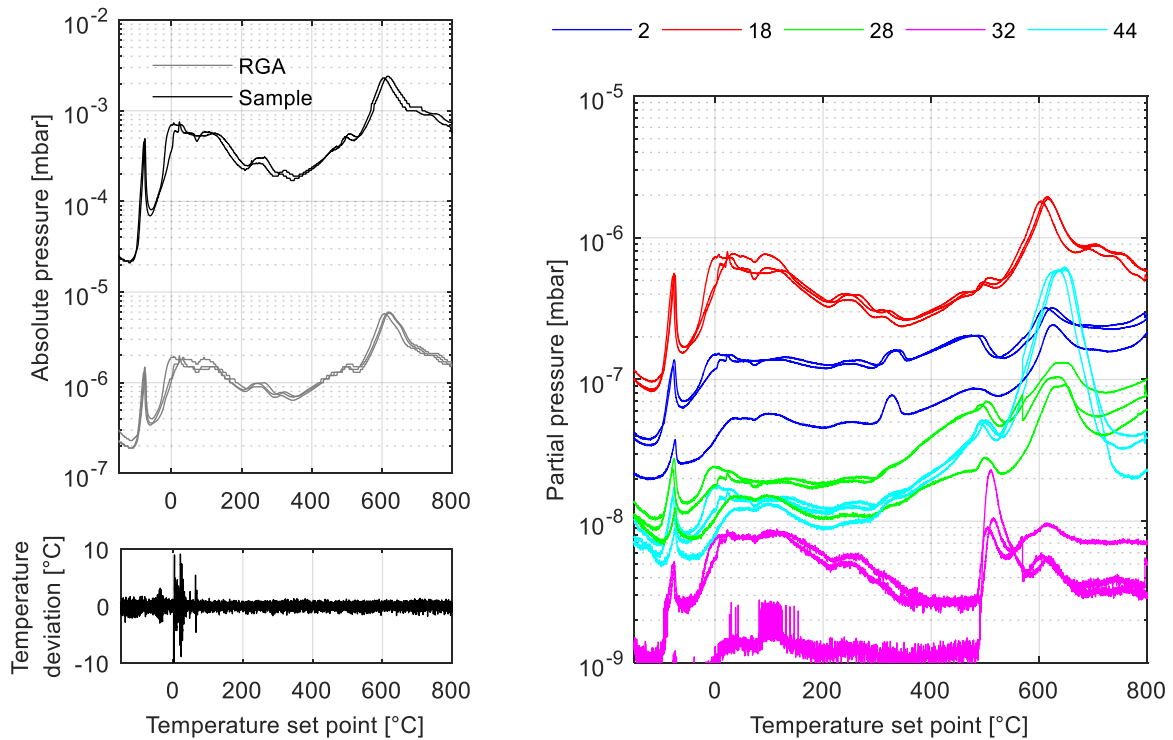 10-2
RGA
Sample
10-3
10-4
10-5
10-6
10-7
Absolute pressure [mbar]
0 200 400 600 800
10
0
-10
Temperature
deviation [°C]
0 200 400 600 800
Temperature set point [°C]
2 18 28 32 44
10-5
10-6
10-7
10-8
10-9
Partial pressure [mbar]
0 200 400 600 800
Temperature set point [°C]